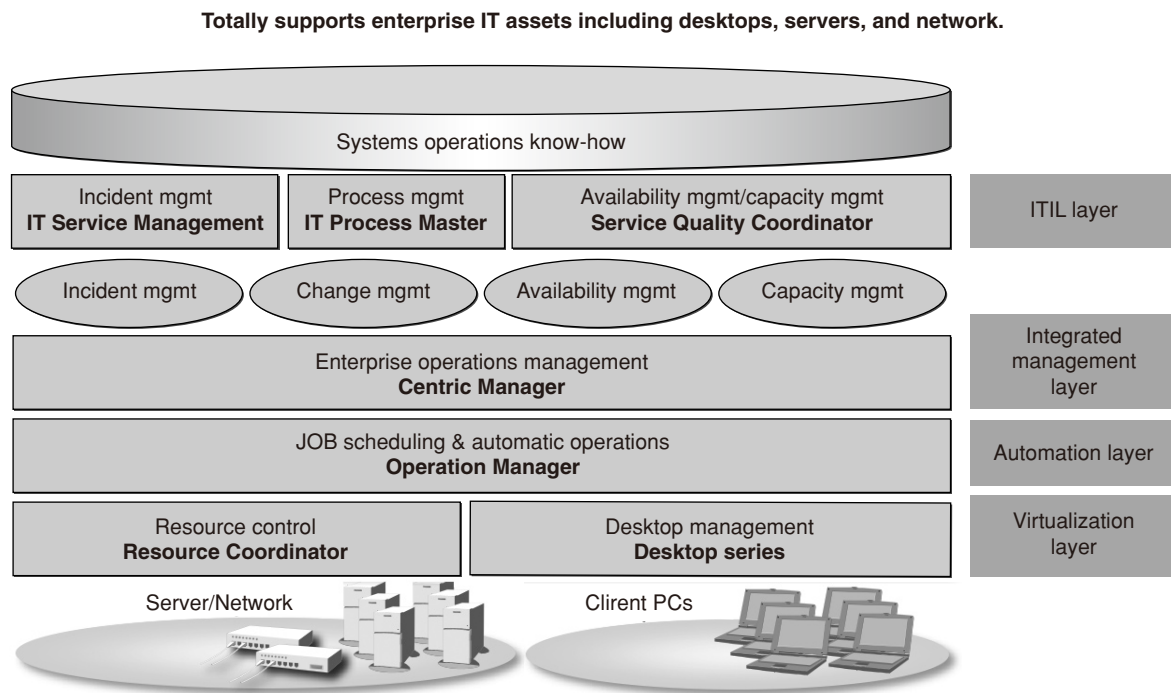 Totally supports enterprise IT assets including desktops, servers, and network.
Systems operations know-how
Incident mgmt
IT Service Management
Process mgmt
IT Process Master
Availability mgmt/capacity mgmt
Service Quality Coordinator
ITIL layer
Incident mgmt
Change mgmt
Availability mgmt
Capacity mgmt
Enterprise operations management
Centric Manager
Integrated
management
layer
JOB scheduling & automatic operations
Operation Manager
Automation layer
Resource control
Resource Coordinator
Desktop management
Desktop series
Virtualization
layer
Server/Network
Clirent PCs